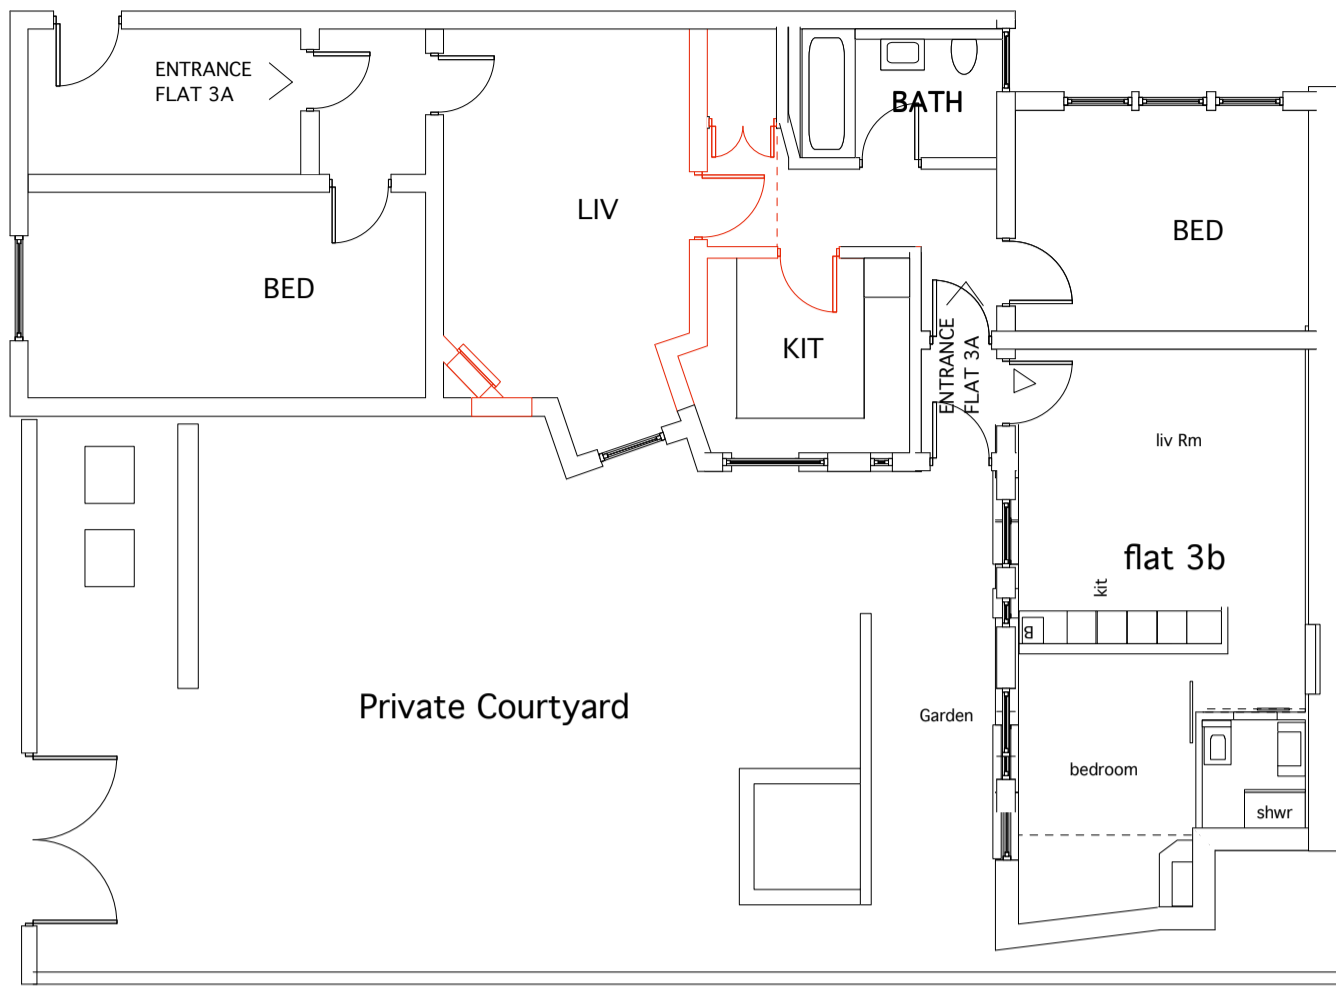 ENTRANCE
FLAT 3A
BATH
LIV
BED
BED
KIT
ENTRANCE
FLAT 3A
liv Rm
flat 3b
kit
B
Private Courtyard
Garden
bedroom
shwr